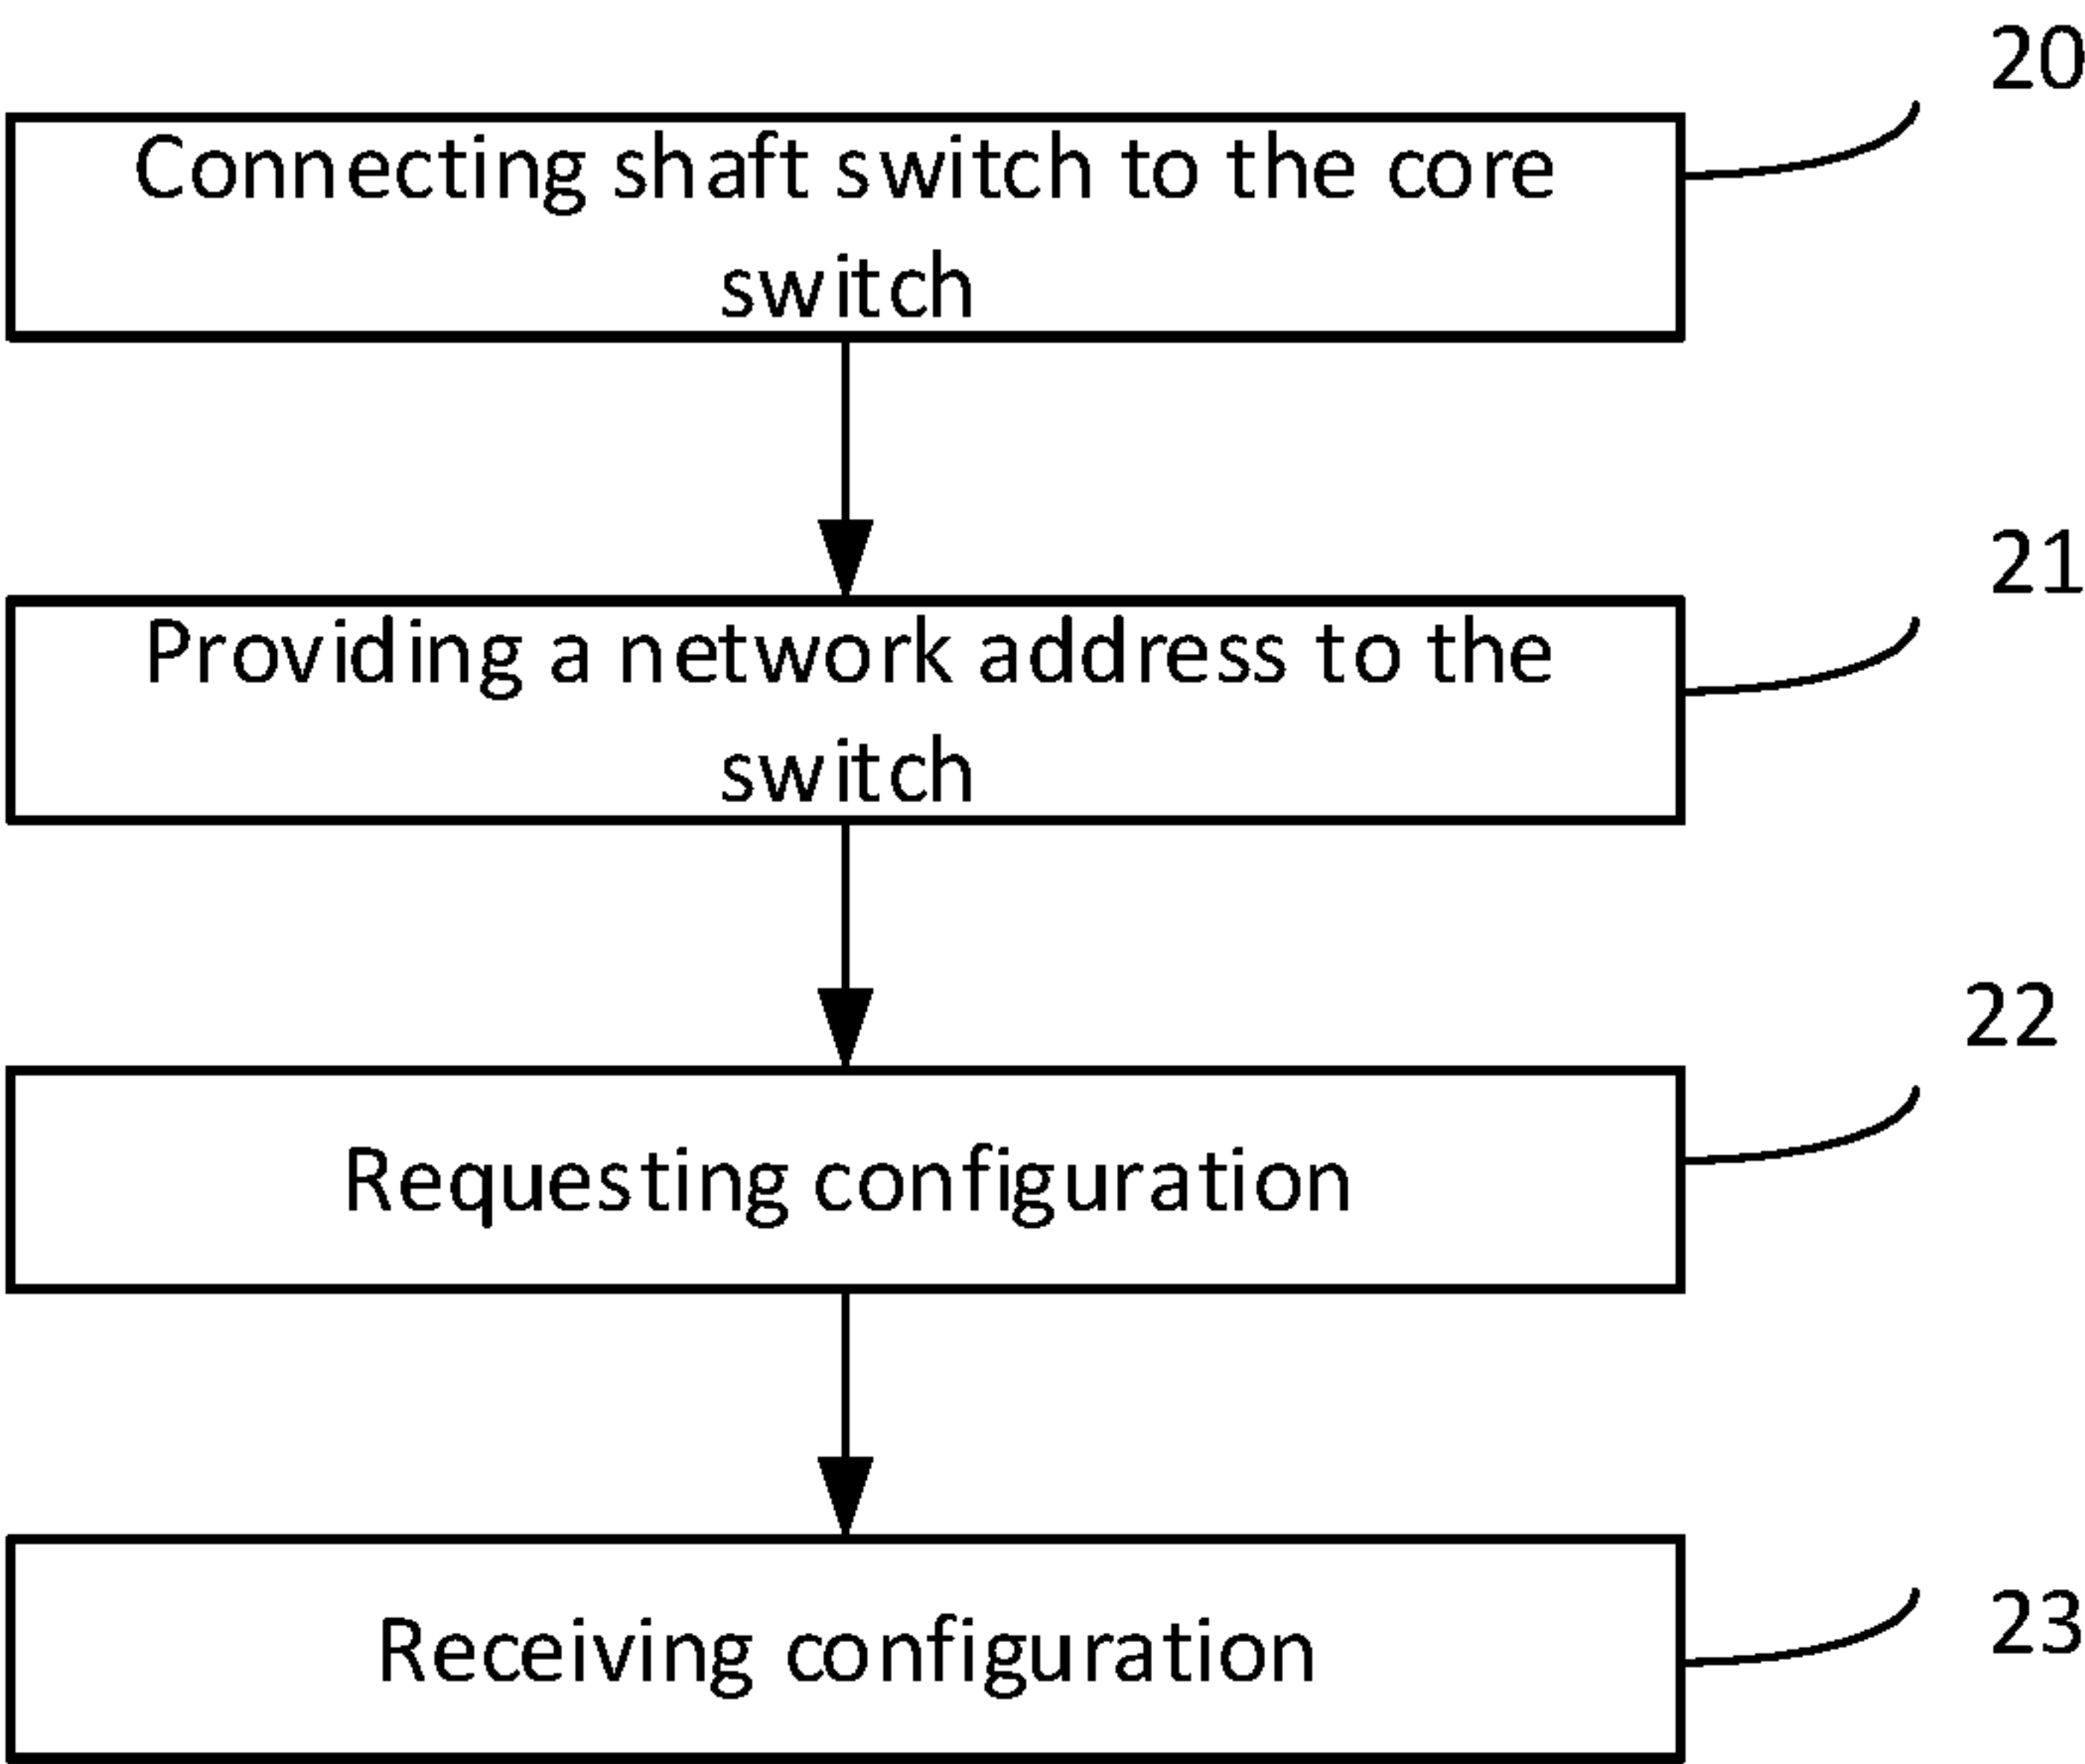 20
Connecting shaft switch to the core
switch
21
Providing a network address to the
switch
22
Requesting configuration
23
Receiving configuration